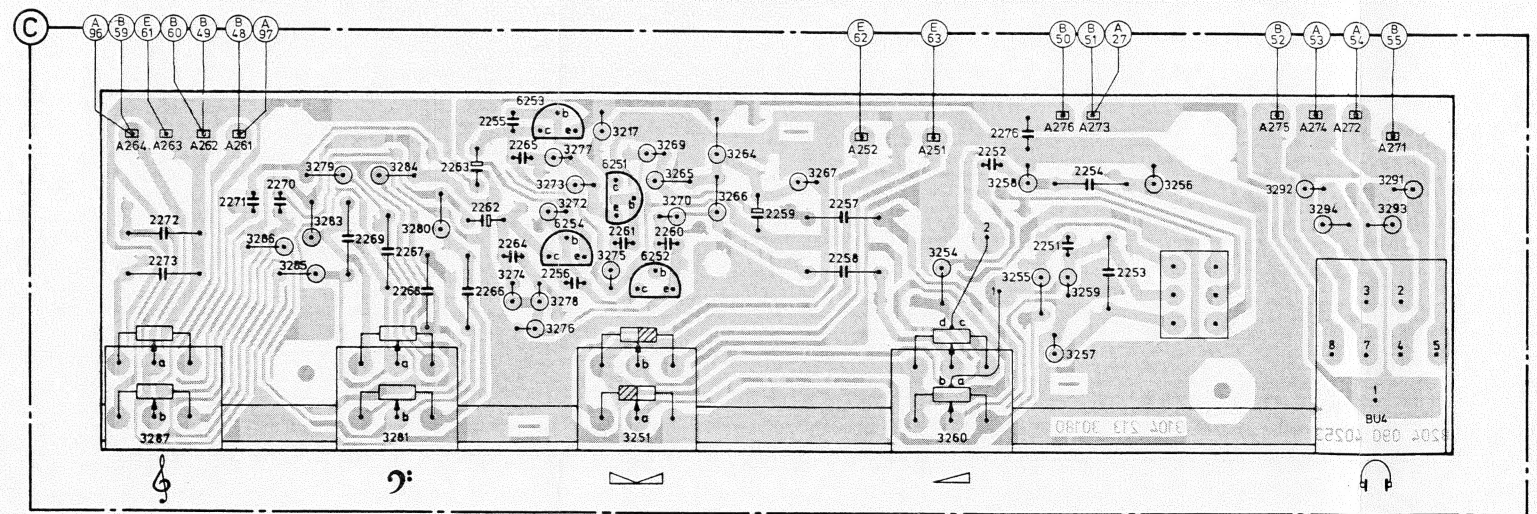 C A 96 B 59 E 61 B 60 B 49 B 48 A 97 E 62 E 63 B 50 B 51 A 27 B 52 A 53 A 54 B 55
6253
2255 3217 2276 A276 A273 A275 A274 A272
A264 A263 A262 A261 c b e A252 A251 A271
2265 3277 3269 3264 2252
3279 3284 2263 6251 3267 2254
3273 c 3265 3258 3256 3292 3291
2271 2270 b 3266
e
3272 3270 2259 2257
2272 3283 3280 2262 6254 3294 3293
3286 2269 2267 b 2261 2260 2 2251
2264 c e 6252 3254
2273 3285 3274 2256 3275 b 2258 3255 3259 2253
2268 2266 c e 1 3 2
3278
3276 d c
3257 8 7 4 5
a a b
b a
b b a 1
3287 3281 3251 3260 BU4
3104 213 30180
8204 090 40253